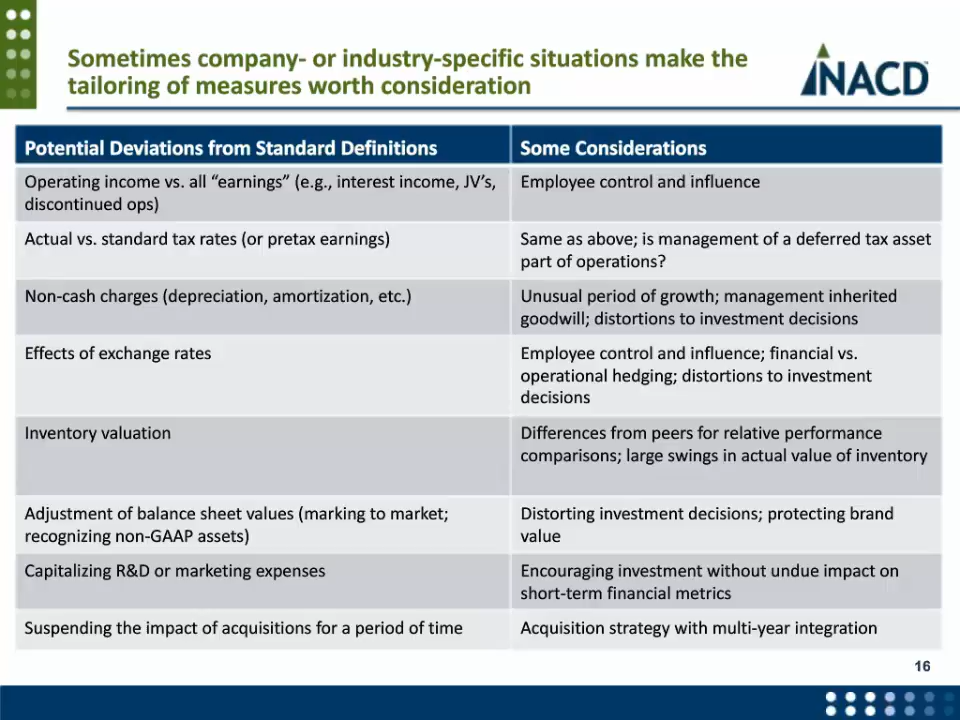 Sometimes company- or industry-specific situations make the
tailoring of measures worth consideration
NACD
Potential Deviations from Standard Definitions
Some Considerations
Operating income vs. all “earnings” (e.g., interest income, JV’s,
discontinued ops)
Employee control and influence
Actual vs. standard tax rates (or pretax earnings)
Same as above; is management of a deferred tax asset
part of operations?
Non-cash charges (depreciation, amortization, etc.)
Unusual period of growth; management inherited
goodwill; distortions to investment decisions
Effects of exchange rates
Employee control and influence; financial vs.
operational hedging; distortions to investment
decisions
Inventory valuation
Differences from peers for relative performance
comparisons; large swings in actual value of inventory
Adjustment of balance sheet values (marking to market;
recognizing non-GAAP assets)
Distorting investment decisions; protecting brand
value
Capitalizing R&D or marketing expenses
Encouraging investment without undue impact on
short-term financial metrics
Suspending the impact of acquisitions for a period of time
Acquisition strategy with multi-year integration
16